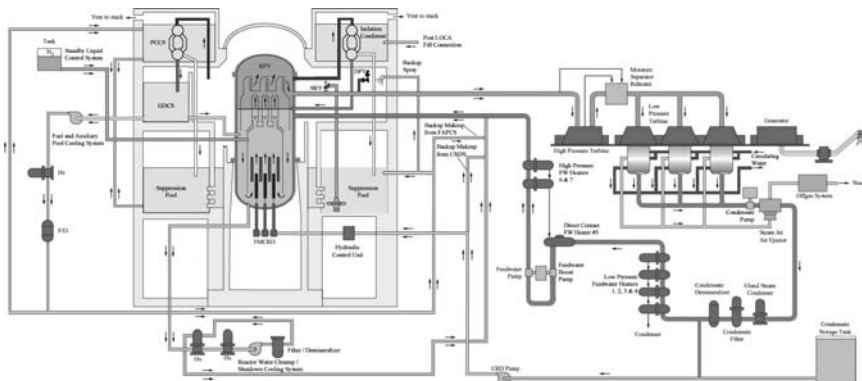 Vent to stack
Vent to stack
Tank
N₂
Standby Liquid
Control System
PCCS
Isolation
Condenser
Post LOCA
Fill Connection
RPV
DPV
SRV
Backup
Spray
GDCS
Fuel and Auxiliary
Pool Cooling System
Suppression
Pool
Suppression
Pool
Hx
F/D
FMCRD
Hydraulic
Control Unit
Hx
Hx
Filter / Demineralizer
Reactor Water Cleanup /
Shutdown Cooling System
Backup Makeup
from FAPCS
Backup Makeup
from CRDS
Moisture
Separator
Reheater
High Pressure Turbine
Low
Pressure
Turbine
Generator
Circulating
Water
Offgas System
Stack
Condensate
Pump
Steam Jet
Air Ejector
High Pressure
FW Heaters
6 & 7
Direct Contact
FW Heater #5
Feedwater
Pump
Feedwater
Boost
Pump
Low Pressure
Feedwater Heaters
1, 2, 3 & 4
Condenser
Condensate
Demineralizer
Condensate
Filter
Gland Steam
Condenser
Condensate
Storage Tank
CRD Pump